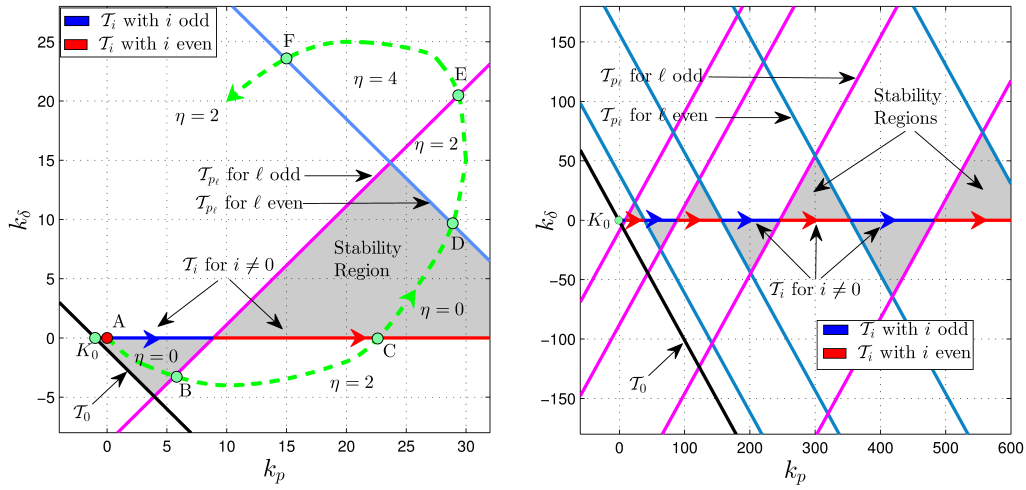 𝒯_i with i odd
𝒯_i with i even
25
20
15
10
5
0
−5
k_δ
0
5
10
15
20
25
30
k_p
F
E
η = 4
η = 2
η = 2
𝒯_{p_ℓ} for ℓ odd
𝒯_{p_ℓ} for ℓ even
D
Stability
Region
𝒯_i for i≠0
η = 0
A
K_0
η = 0
C
B
η = 2
𝒯_0
150
100
50
0
−50
−100
−150
k_δ
0
100
200
300
400
500
600
k_p
𝒯_{p_ℓ} for ℓ odd
𝒯_{p_ℓ} for ℓ even
Stability
Regions
K_0
𝒯_i for i≠0
𝒯_i with i odd
𝒯_i with i even
𝒯_0